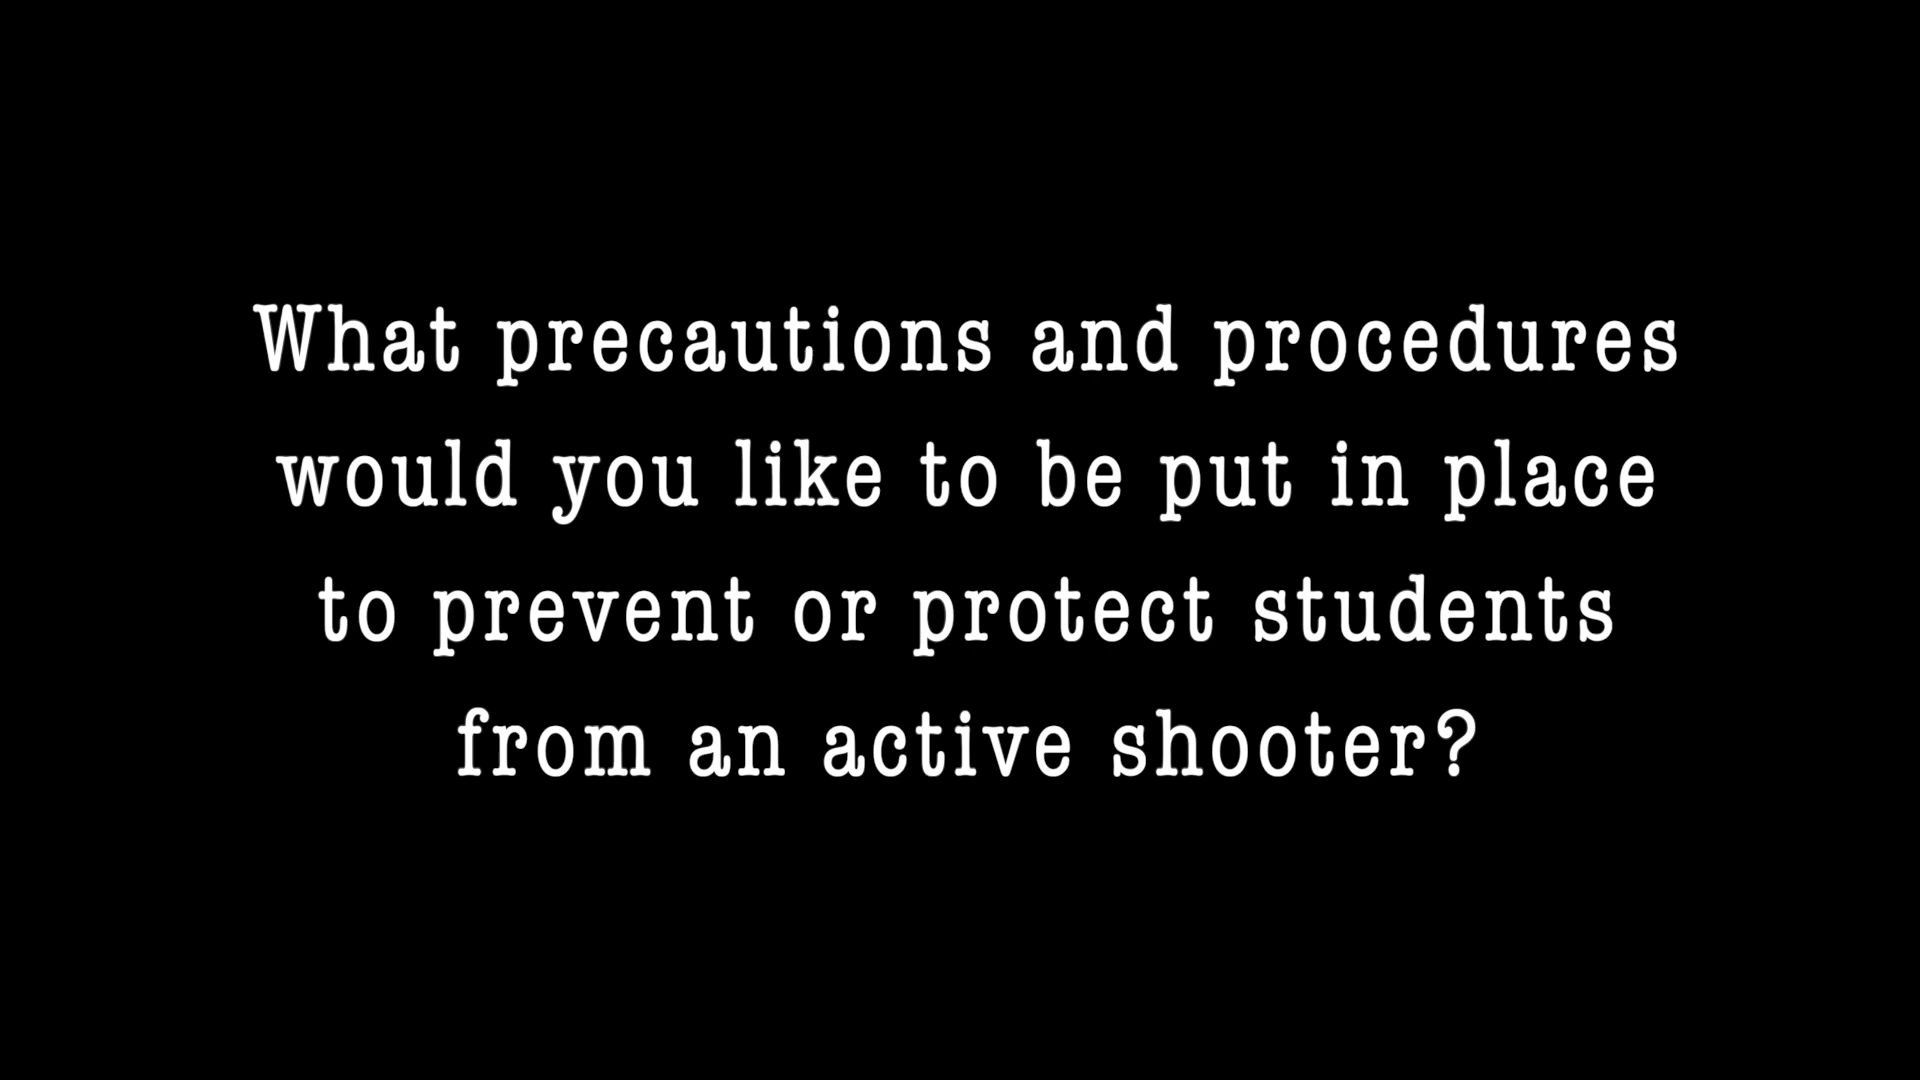 What precautions and procedures
would you like to be put in place
to prevent or protect students
from an active shooter?